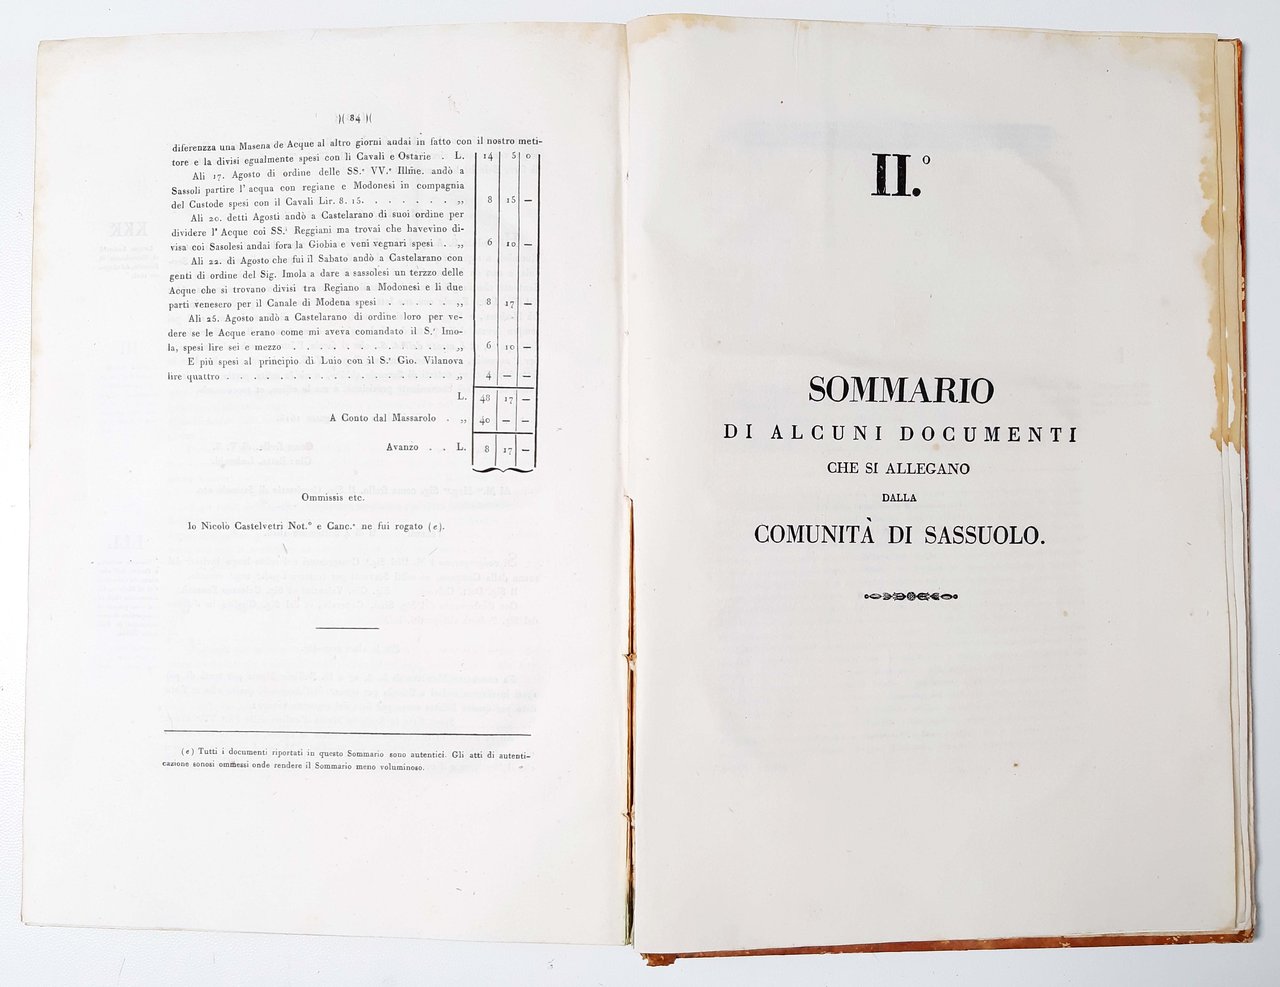 )( 84 )(
diferenzza una Masena de Acque al altro giorni andai in fatto con il nostro meti-
tore e la divisi egualmente spesi con li Cavali e Ostarie . L. 14 5 0
Ali 17. Agosto di ordine delle SS.ᵉ VV.ᵉ Illme. andò a
Sassoli partire l' acqua con regiane e Modonesi in compagnia
del Custode spesi con il Cavali Lir. 8. 15. . . . . . . „ 8 15 —
Ali 20. detti Agosti andò a Castelarano di suoi ordine per
dividere l' Acque coi SS.ⁱ Reggiani ma trovai che havevino di-
visa coi Sasolesi andai fora la Giobia e veni vegnari spesi . . „ 6 10 —
Ali 22. di Agosto che fui il Sabato andò a Castelarano con
genti di ordine del Sig. Imola a dare a sassolesi un terzzo delle
Acque che si trovano divisi tra Regiano a Modonesi e li due
parti venesero per il Canale di Modena spesi . . . . . „ 8 17 —
Ali 25. Agosto andò a Castelarano di ordine loro per ve-
dere se le Acque erano come mi aveva comandato il S.ʳ Imo-
la, spesi lire sei e mezzo . . . . . . . . . . „ 6 10 —
E più spesi al principio di Luio con il S.ʳ Gio. Vilanova
lire quattro . . . . . . . . . . . . . . „ 4 — —
L. 48 17 —
A Conto dal Massarolo . „ 40 — —
Avanzo . . L. 8 17 —
Ommissis etc.
Io Nicolò Castelvetri Not.° e Canc.ᵉ ne fui rogato (e).
(e) Tutti i documenti riportati in questo Sommario sono autentici. Gli atti di autenti-
cazione sonosi ommessi onde rendere il Sommario meno voluminoso.
II.°
SOMMARIO
DI ALCUNI DOCUMENTI
CHE SI ALLEGANO
DALLA
COMUNITÀ DI SASSUOLO.